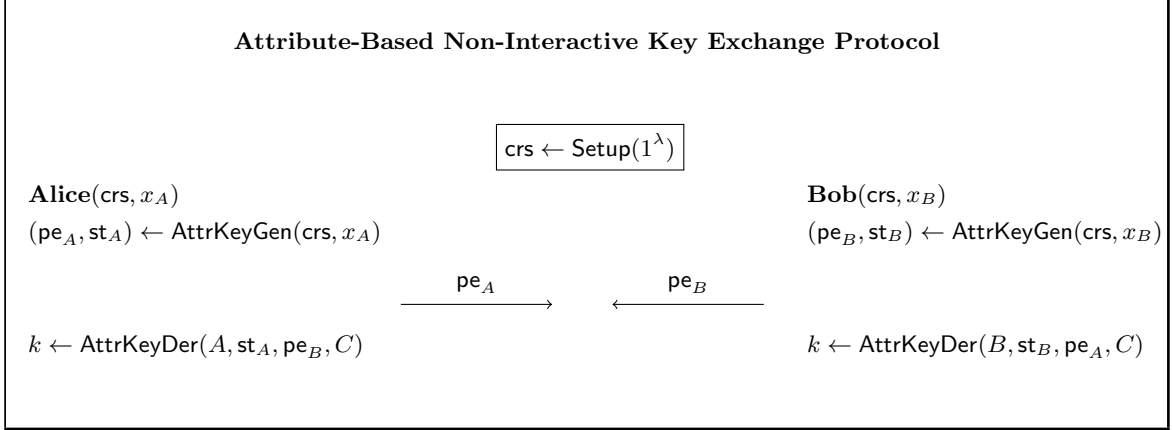 Attribute-Based Non-Interactive Key Exchange Protocol
crs ← Setup(1^λ)
Alice(crs, x_A)
(pe_A, st_A) ← AttrKeyGen(crs, x_A)
Bob(crs, x_B)
(pe_B, st_B) ← AttrKeyGen(crs, x_B)
pe_A
pe_B
k ← AttrKeyDer(A, st_A, pe_B, C)
k ← AttrKeyDer(B, st_B, pe_A, C)